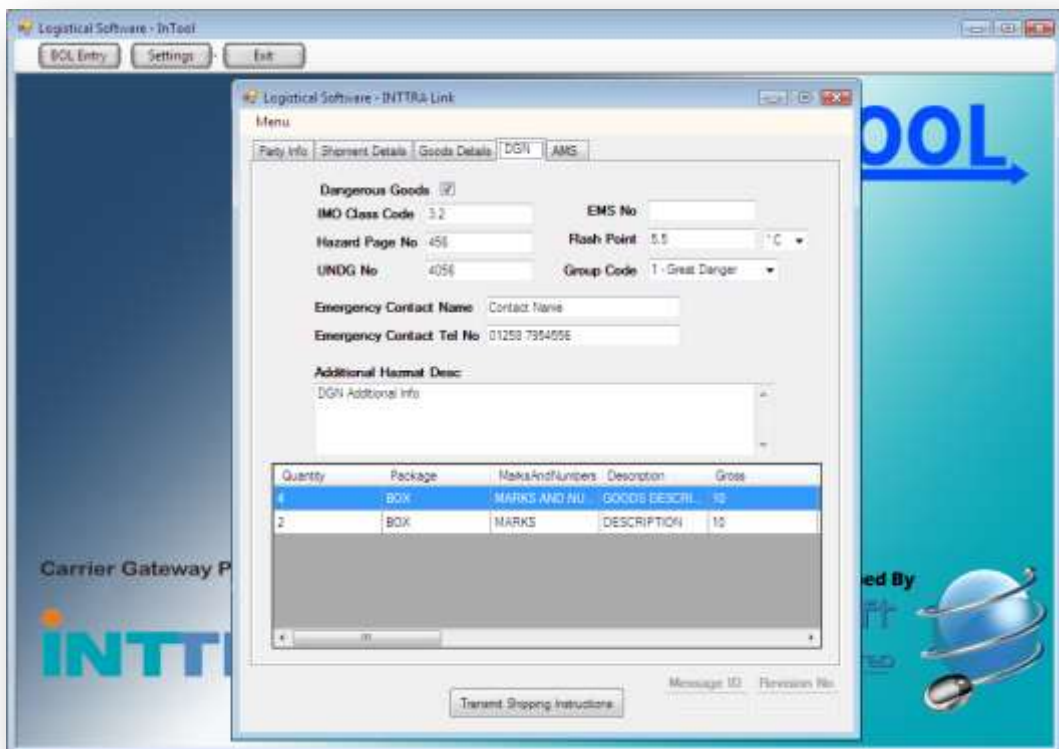 Logistical Software - InTool
BOL Entry Settings Exit
Logistical Software - INTTRA Link
Menu
OOL
Party Info Shipment Details Goods Details DGN AMS
Dangerous Goods
IMO Class Code 3.2 EMS No
Hazard Page No 456 Flash Point 5.5 °C
UNDG No 4056 Group Code 1 - Great Danger
Emergency Contact Name Contact Name
Emergency Contact Tel No
Additional Hazmat Desc
DGN Additional Info
Quantity Package MarksAndNumbers Description Gross
4 BOX MARKS AND NU... GOODS DESCRI... 10
2 BOX MARKS DESCRIPTION 10
Carrier Gateway P
ed By
INTT
Message ID Revision No
Transmit Shipping Instructions